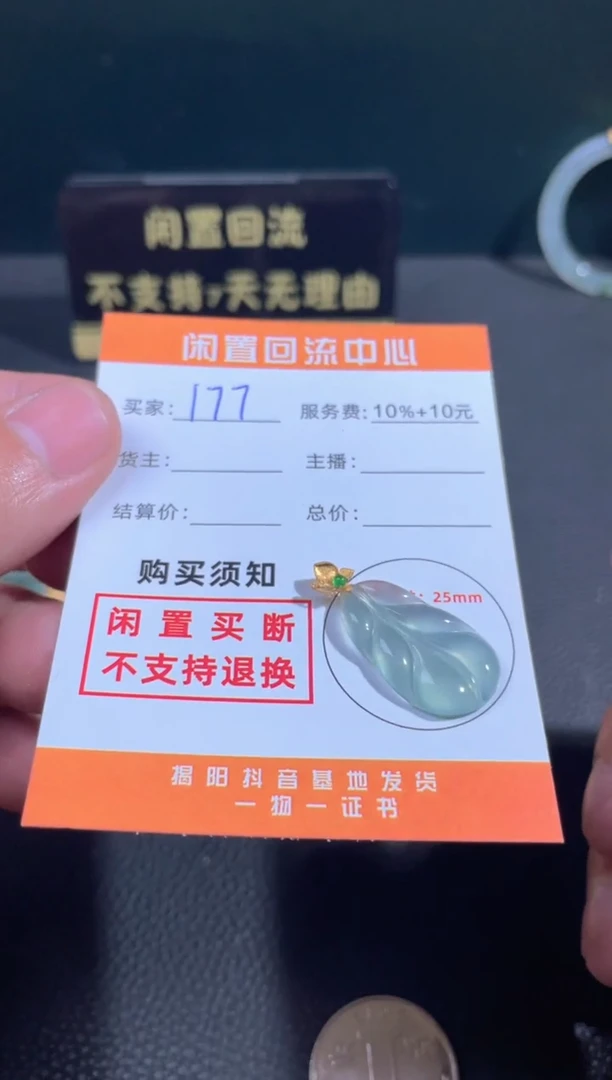 闲置回流
不支持7天无理由
闲置回流中心
买家: 177 服务费: 10%+10元
货主: 主播:
结算价: 总价:
购买须知
: 25mm
闲置买断
不支持退换
揭阳抖音基地发货
一物一证书